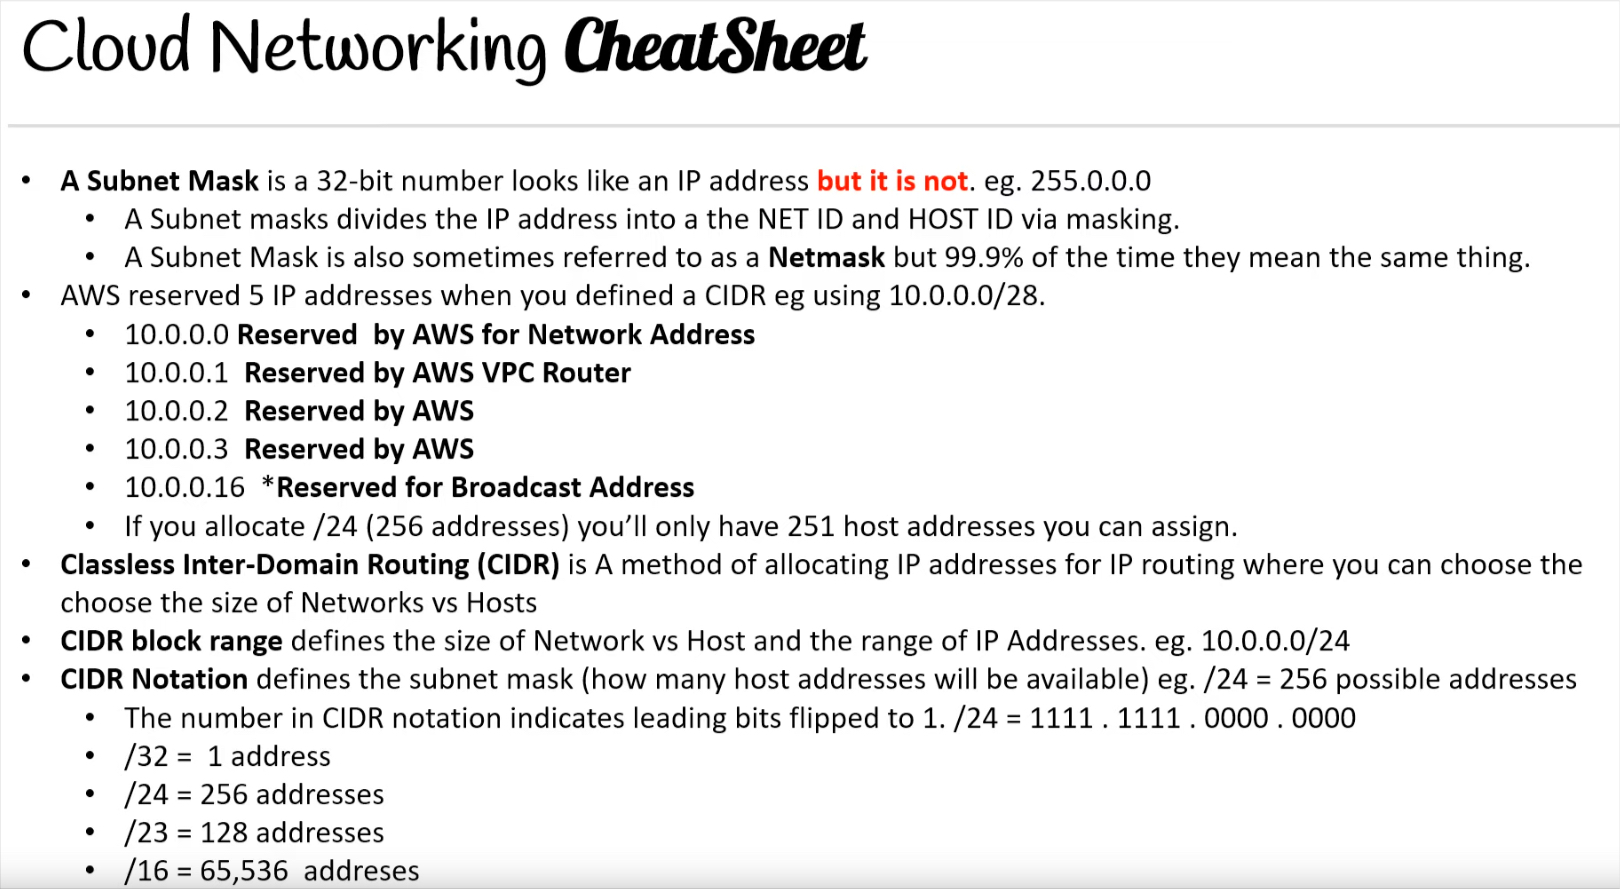 Cloud Networking CheatSheet
• A Subnet Mask is a 32-bit number looks like an IP address but it is not. eg. 255.0.0.0
• A Subnet masks divides the IP address into a the NET ID and HOST ID via masking.
• A Subnet Mask is also sometimes referred to as a Netmask but 99.9% of the time they mean the same thing.
• AWS reserved 5 IP addresses when you defined a CIDR eg using 10.0.0.0/28.
• 10.0.0.0 Reserved by AWS for Network Address
• 10.0.0.1 Reserved by AWS VPC Router
• 10.0.0.2 Reserved by AWS
• 10.0.0.3 Reserved by AWS
• 10.0.0.16 *Reserved for Broadcast Address
• If you allocate /24 (256 addresses) you’ll only have 251 host addresses you can assign.
• Classless Inter-Domain Routing (CIDR) is A method of allocating IP addresses for IP routing where you can choose the
choose the size of Networks vs Hosts
• CIDR block range defines the size of Network vs Host and the range of IP Addresses. eg. 10.0.0.0/24
• CIDR Notation defines the subnet mask (how many host addresses will be available) eg. /24 = 256 possible addresses
• The number in CIDR notation indicates leading bits flipped to 1. /24 = 1111 . 1111 . 0000 . 0000
• /32 = 1 address
• /24 = 256 addresses
• /23 = 128 addresses
• /16 = 65,536 addreses